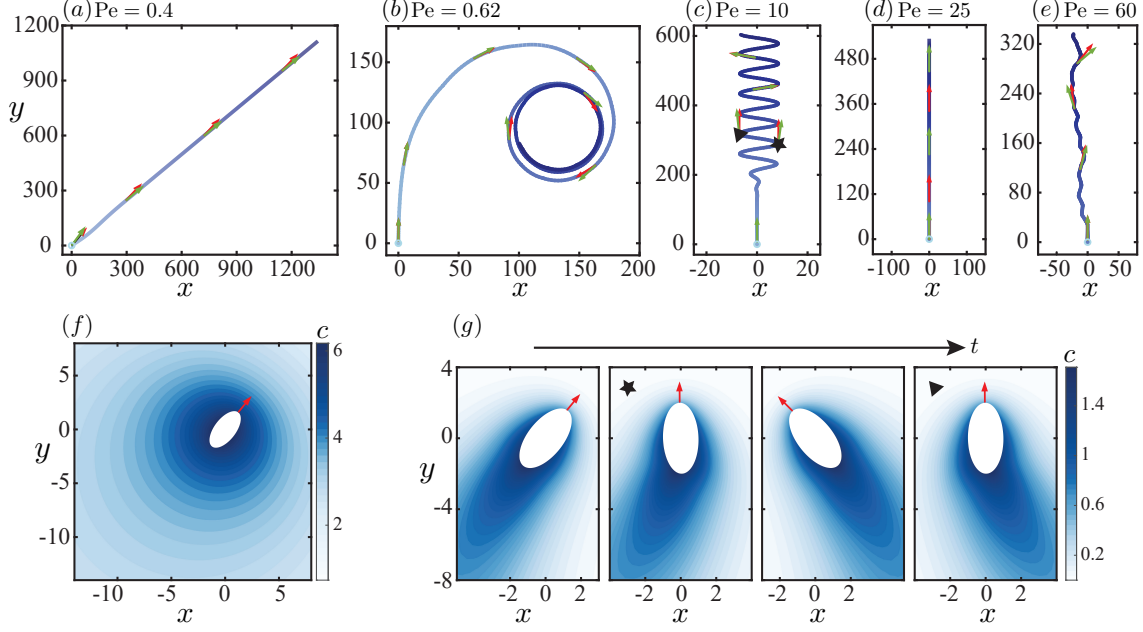 (a) Pe = 0.4
(b) Pe = 0.62
(c) Pe = 10
(d) Pe = 25
(e) Pe = 60
1200
900
600
300
0
y
0 300 600 900 1200
x
150
100
50
0
0 50 100 150 200
x
600
400
200
0
-20 0 20
x
480
360
240
120
0
-100 0 100
x
320
240
160
80
0
-50 0 50
x
(f)
c
6
4
2
5
0
-5
-10
y
-10 -5 0 5
x
(g)
t
c
1.4
1
0.6
0.2
4
0
-4
-8
y
-2 0 2
x
-2 0 2
x
-2 0 2
x
-2 0 2
x